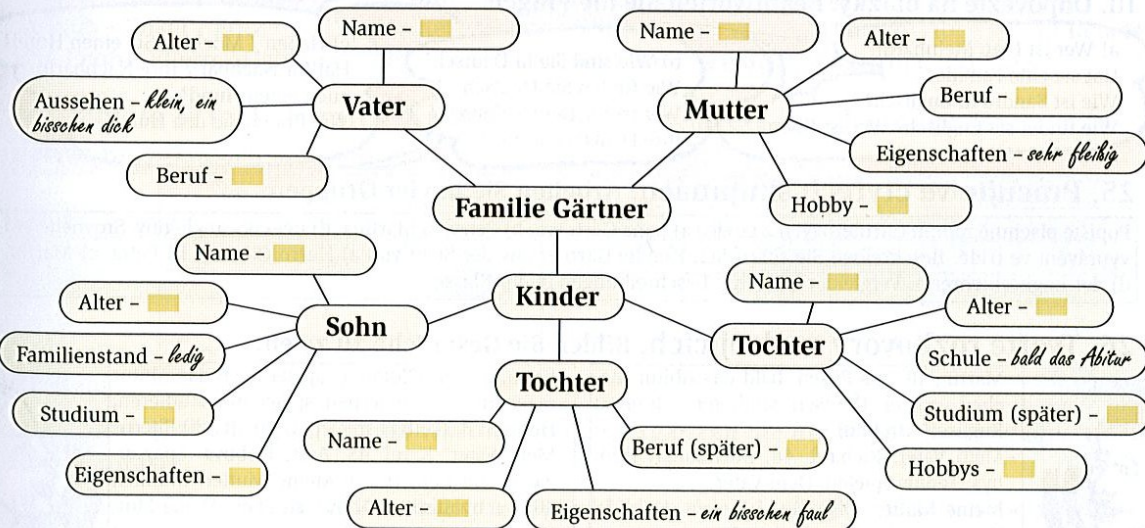 Alter –
Name –
Aussehen – klein, ein
bisschen dick
Vater
Beruf –
Name –
Alter –
Mutter
Beruf –
Eigenschaften – sehr fleißig
Hobby –
Familie Gärtner
Kinder
Name –
Alter –
Sohn
Familienstand – ledig
Studium –
Eigenschaften –
Tochter
Name –
Alter –
Eigenschaften – ein bisschen faul
Beruf (später) –
Name –
Tochter
Alter –
Schule – bald das Abitur
Studium (später) –
Hobbys –